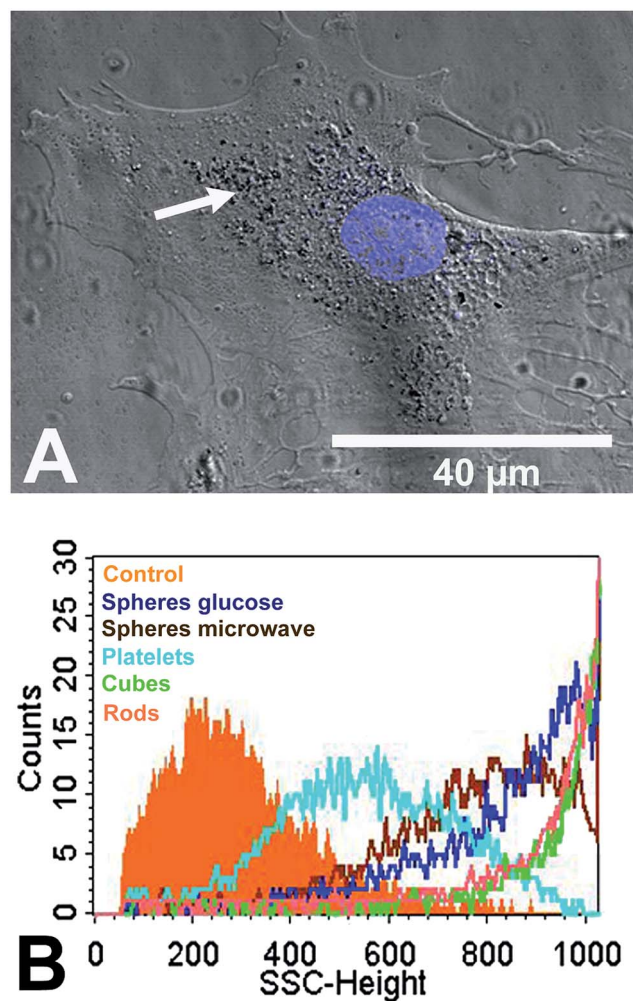 A
40 µm
30
25
20
15
10
5
0
Counts
Control
Spheres glucose
Spheres microwave
Platelets
Cubes
Rods
0 200 400 600 800 1000
SSC-Height
B